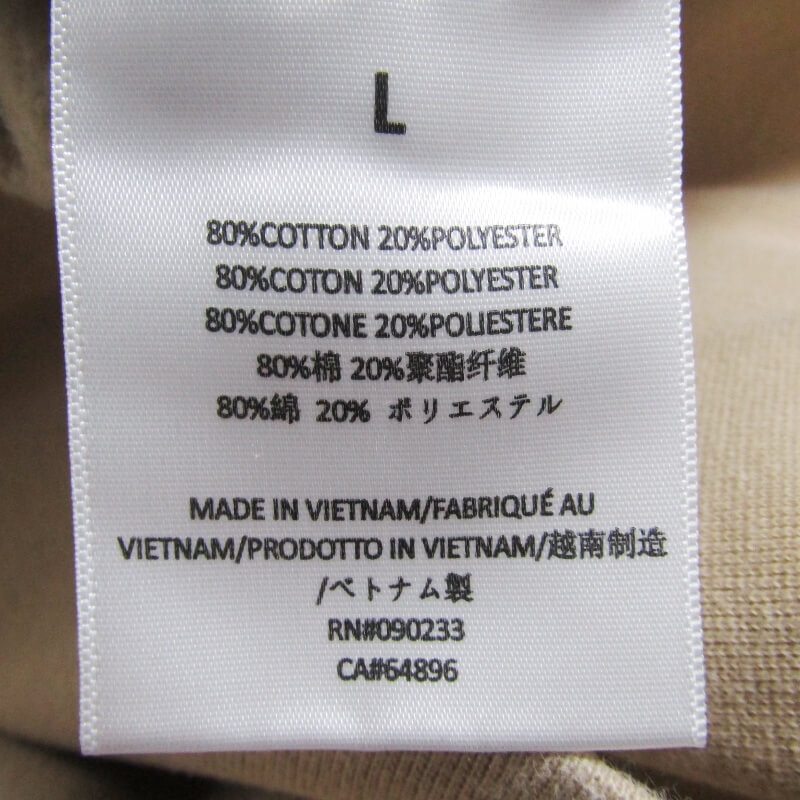 L
80%COTTON 20%POLYESTER
80%COTON 20%POLYESTER
80%COTONE 20%POLIESTERE
80%棉 20%聚酯纤维
80%綿 20% ポリエステル
MADE IN VIETNAM/FABRIQUÉ AU
VIETNAM/PRODOTTO IN VIETNAM/越南制造
/ベトナム製
RN#090233
CA#64896